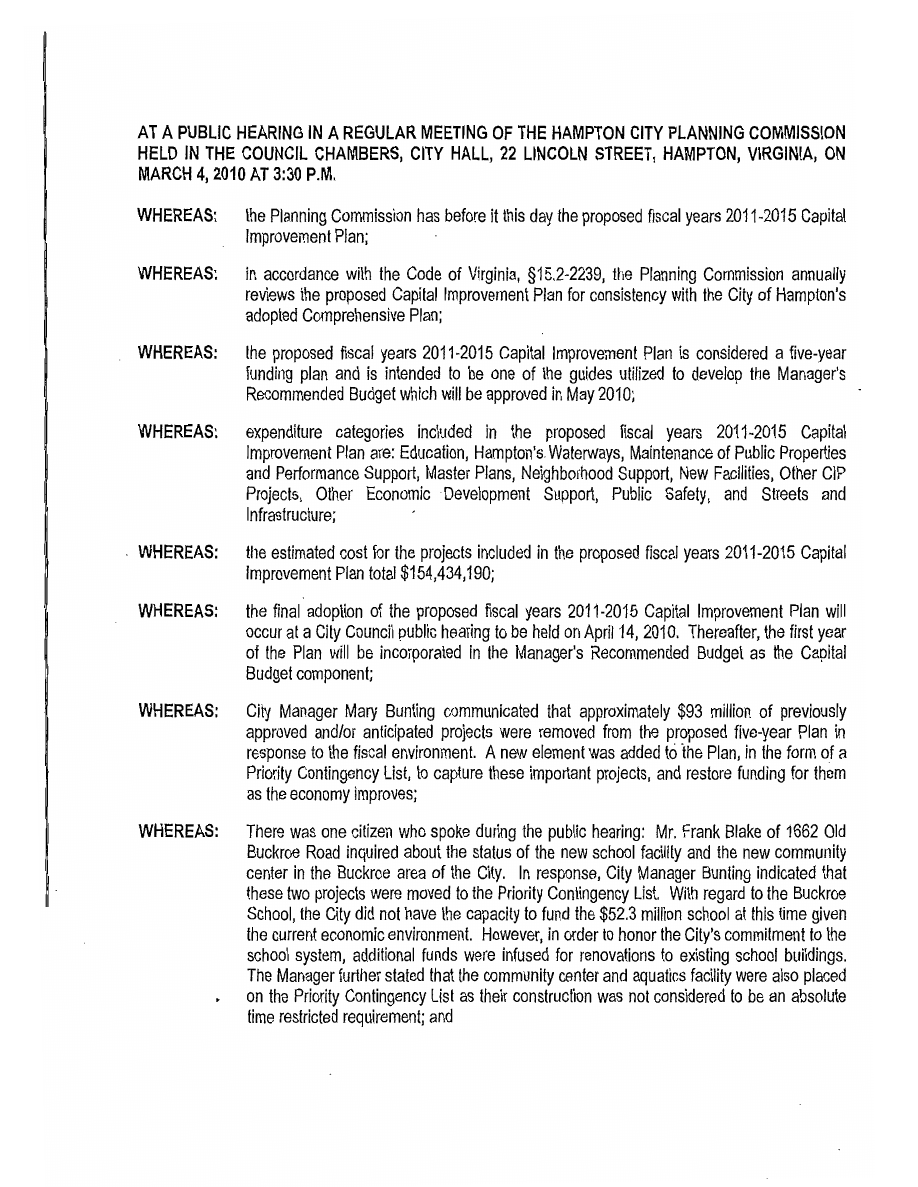 AT A PUBLIC HEARING IN A REGULAR MEETING OF THE HAMPTON CITY PLANNING COMMISSION
HELD IN THE COUNCIL CHAMBERS, CITY HALL, 22 LINCOLN STREET, HAMPTON, VIRGINIA, ON
MARCH 4, 2010 AT 3:30 P.M.
WHEREAS: the Planning Commission has before it this day the proposed fiscal years 2011-2015 Capital
Improvement Plan;
WHEREAS: in accordance with the Code of Virginia, §15.2-2239, the Planning Commission annually
reviews the proposed Capital Improvement Plan for consistency with the City of Hampton's
adopted Comprehensive Plan;
WHEREAS: the proposed fiscal years 2011-2015 Capital Improvement Plan is considered a five-year
funding plan and is intended to be one of the guides utilized to develop the Manager's
Recommended Budget which will be approved in May 2010;
WHEREAS: expenditure categories included in the proposed fiscal years 2011-2015 Capital
Improvement Plan are: Education, Hampton's Waterways, Maintenance of Public Properties
and Performance Support, Master Plans, Neighborhood Support, New Facilities, Other CIP
Projects, Other Economic Development Support, Public Safety, and Streets and
Infrastructure;
WHEREAS: the estimated cost for the projects included in the proposed fiscal years 2011-2015 Capital
Improvement Plan total $154,434,190;
WHEREAS: the final adoption of the proposed fiscal years 2011-2015 Capital Improvement Plan will
occur at a City Council public hearing to be held on April 14, 2010. Thereafter, the first year
of the Plan will be incorporated in the Manager's Recommended Budget as the Capital
Budget component;
WHEREAS: City Manager Mary Bunting communicated that approximately $93 million of previously
approved and/or anticipated projects were removed from the proposed five-year Plan in
response to the fiscal environment. A new element was added to the Plan, in the form of a
Priority Contingency List, to capture these important projects, and restore funding for them
as the economy improves;
WHEREAS: There was one citizen who spoke during the public hearing: Mr. Frank Blake of 1662 Old
Buckroe Road inquired about the status of the new school facility and the new community
center in the Buckroe area of the City. In response, City Manager Bunting indicated that
these two projects were moved to the Priority Contingency List. With regard to the Buckroe
School, the City did not have the capacity to fund the $52.3 million school at this time given
the current economic environment. However, in order to honor the City's commitment to the
school system, additional funds were infused for renovations to existing school buildings.
The Manager further stated that the community center and aquatics facility were also placed
on the Priority Contingency List as their construction was not considered to be an absolute
time restricted requirement; and